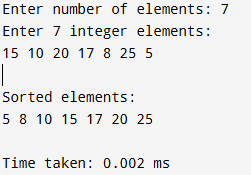 Enter number of elements: 7
Enter 7 integer elements:
15 10 20 17 8 25 5
Sorted elements:
5 8 10 15 17 20 25
Time taken: 0.002 ms